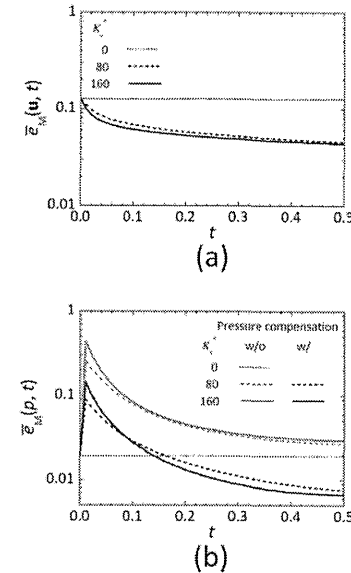 1
K*v
0
80
160
0.1
ēM(u, t)
0.01
0.0 0.1 0.2 0.3 0.4 0.5
t
(a)
1
Pressure compensation
K*v w/o w/
0
80
160
0.1
ēM(p, t)
0.01
0.0 0.1 0.2 0.3 0.4 0.5
t
(b)